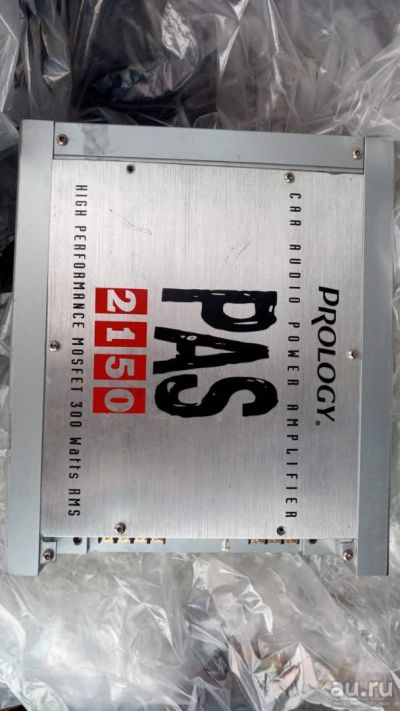 PROLOGY®
CAR AUDIO POWER AMPLIFIER
PAS
2150
HIGH PERFORMANCE MOSFET 300 Watts RMS
au.ru